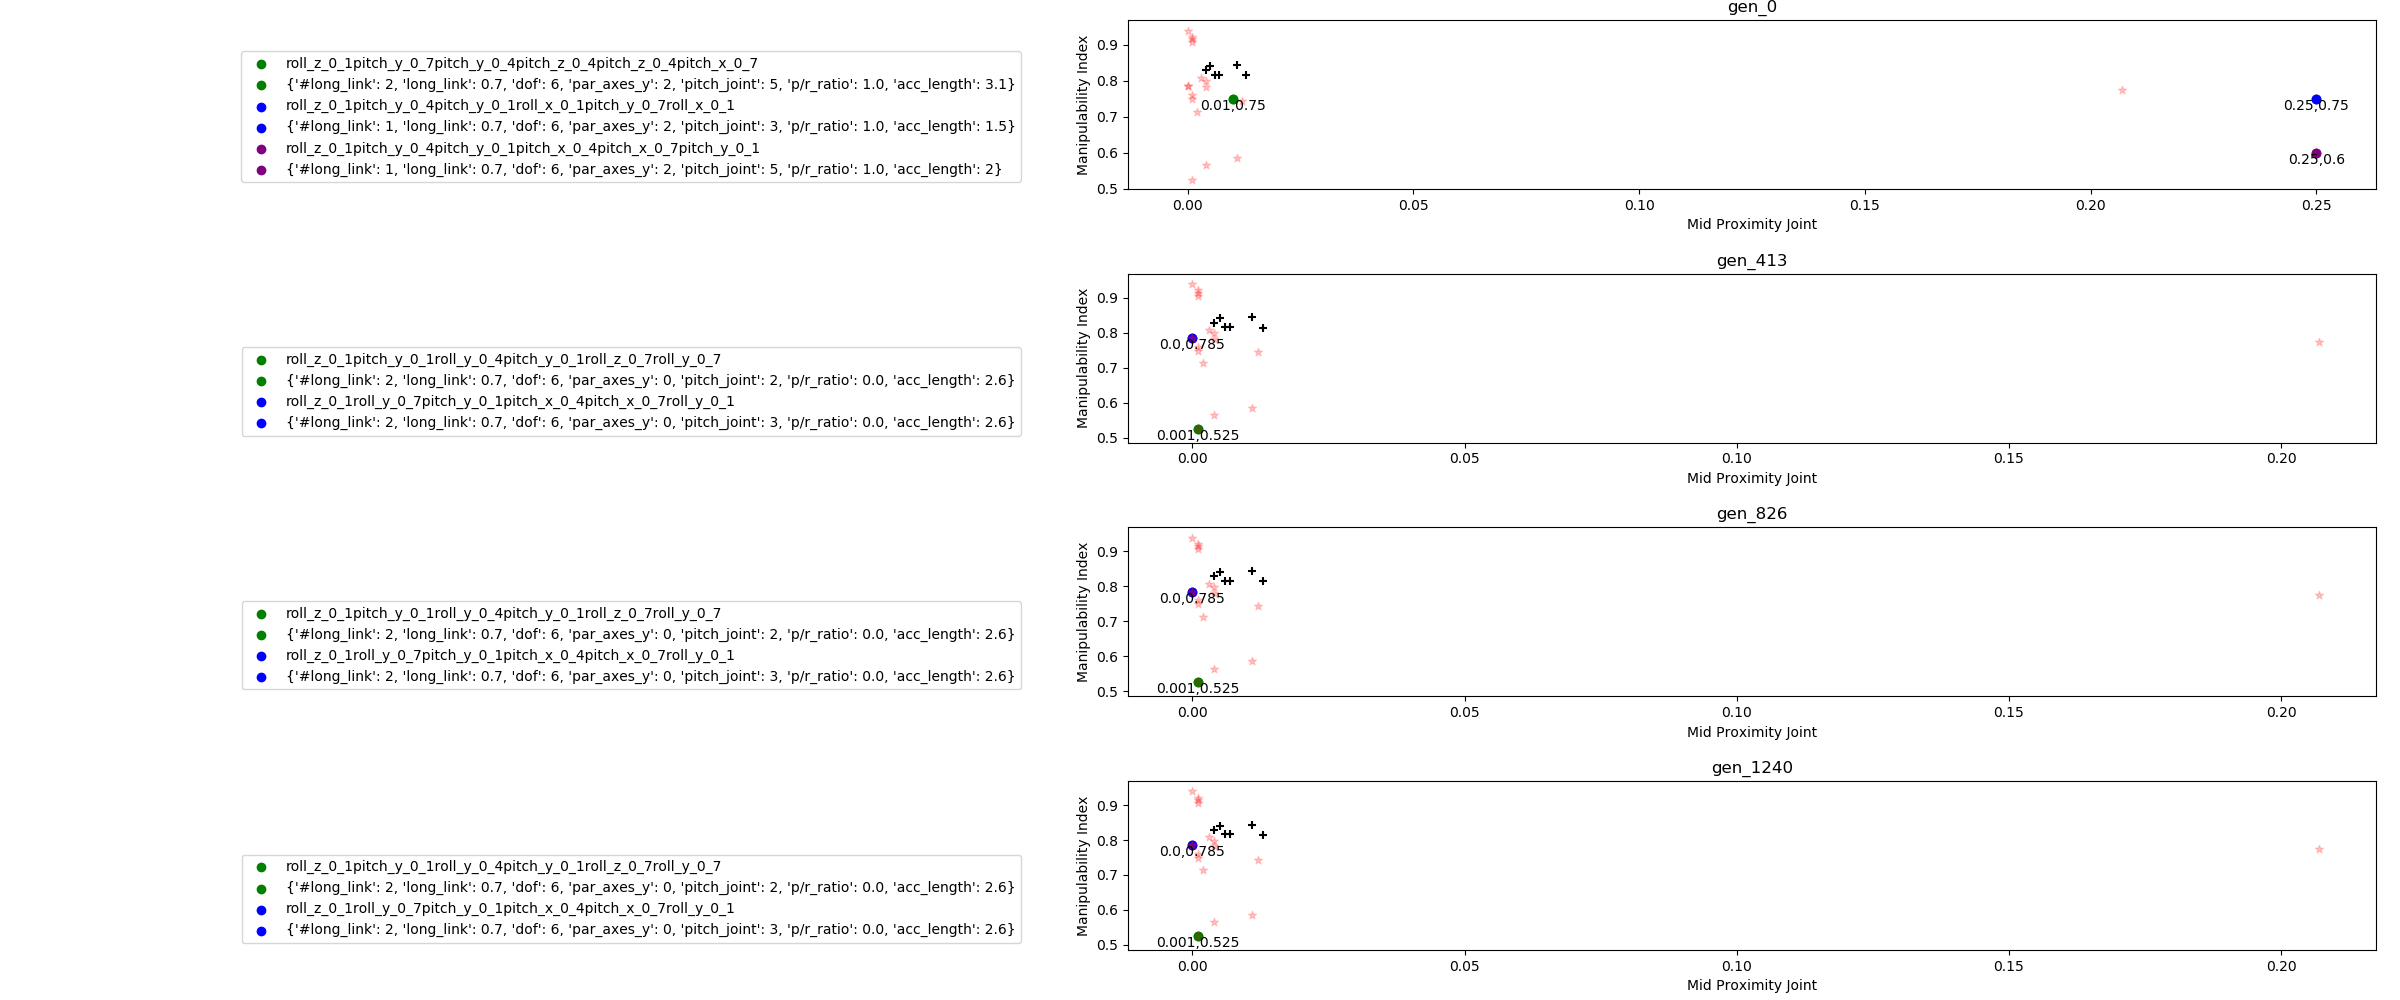 gen_0
roll_z_0_1pitch_y_0_7pitch_y_0_4pitch_z_0_4pitch_z_0_4pitch_x_0_7
{'#long_link': 2, 'long_link': 0.7, 'dof': 6, 'par_axes_y': 2, 'pitch_joint': 5, 'p/r_ratio': 1.0, 'acc_length': 3.1}
roll_z_0_1pitch_y_0_4pitch_y_0_1roll_x_0_1pitch_y_0_7roll_x_0_1
{'#long_link': 1, 'long_link': 0.7, 'dof': 6, 'par_axes_y': 2, 'pitch_joint': 3, 'p/r_ratio': 1.0, 'acc_length': 1.5}
roll_z_0_1pitch_y_0_4pitch_y_0_1pitch_x_0_4pitch_x_0_7pitch_y_0_1
{'#long_link': 1, 'long_link': 0.7, 'dof': 6, 'par_axes_y': 2, 'pitch_joint': 5, 'p/r_ratio': 1.0, 'acc_length': 2}
Manipulability Index
0.9
0.8
0.7
0.6
0.5
0.01,0.75
0.25,0.75
0.25,0.6
0.00 0.05 0.10 0.15 0.20 0.25
Mid Proximity Joint
gen_413
roll_z_0_1pitch_y_0_1roll_y_0_4pitch_y_0_1roll_z_0_7roll_y_0_7
{'#long_link': 2, 'long_link': 0.7, 'dof': 6, 'par_axes_y': 0, 'pitch_joint': 2, 'p/r_ratio': 0.0, 'acc_length': 2.6}
roll_z_0_1roll_y_0_7pitch_y_0_1pitch_x_0_4pitch_x_0_7roll_y_0_1
{'#long_link': 2, 'long_link': 0.7, 'dof': 6, 'par_axes_y': 0, 'pitch_joint': 3, 'p/r_ratio': 0.0, 'acc_length': 2.6}
Manipulability Index
0.9
0.8
0.7
0.6
0.5
0.0,0.785
0.001,0.525
0.00 0.05 0.10 0.15 0.20
Mid Proximity Joint
gen_826
roll_z_0_1pitch_y_0_1roll_y_0_4pitch_y_0_1roll_z_0_7roll_y_0_7
{'#long_link': 2, 'long_link': 0.7, 'dof': 6, 'par_axes_y': 0, 'pitch_joint': 2, 'p/r_ratio': 0.0, 'acc_length': 2.6}
roll_z_0_1roll_y_0_7pitch_y_0_1pitch_x_0_4pitch_x_0_7roll_y_0_1
{'#long_link': 2, 'long_link': 0.7, 'dof': 6, 'par_axes_y': 0, 'pitch_joint': 3, 'p/r_ratio': 0.0, 'acc_length': 2.6}
Manipulability Index
0.9
0.8
0.7
0.6
0.5
0.0,0.785
0.001,0.525
0.00 0.05 0.10 0.15 0.20
Mid Proximity Joint
gen_1240
roll_z_0_1pitch_y_0_1roll_y_0_4pitch_y_0_1roll_z_0_7roll_y_0_7
{'#long_link': 2, 'long_link': 0.7, 'dof': 6, 'par_axes_y': 0, 'pitch_joint': 2, 'p/r_ratio': 0.0, 'acc_length': 2.6}
roll_z_0_1roll_y_0_7pitch_y_0_1pitch_x_0_4pitch_x_0_7roll_y_0_1
{'#long_link': 2, 'long_link': 0.7, 'dof': 6, 'par_axes_y': 0, 'pitch_joint': 3, 'p/r_ratio': 0.0, 'acc_length': 2.6}
Manipulability Index
0.9
0.8
0.7
0.6
0.5
0.0,0.785
0.001,0.525
0.00 0.05 0.10 0.15 0.20
Mid Proximity Joint